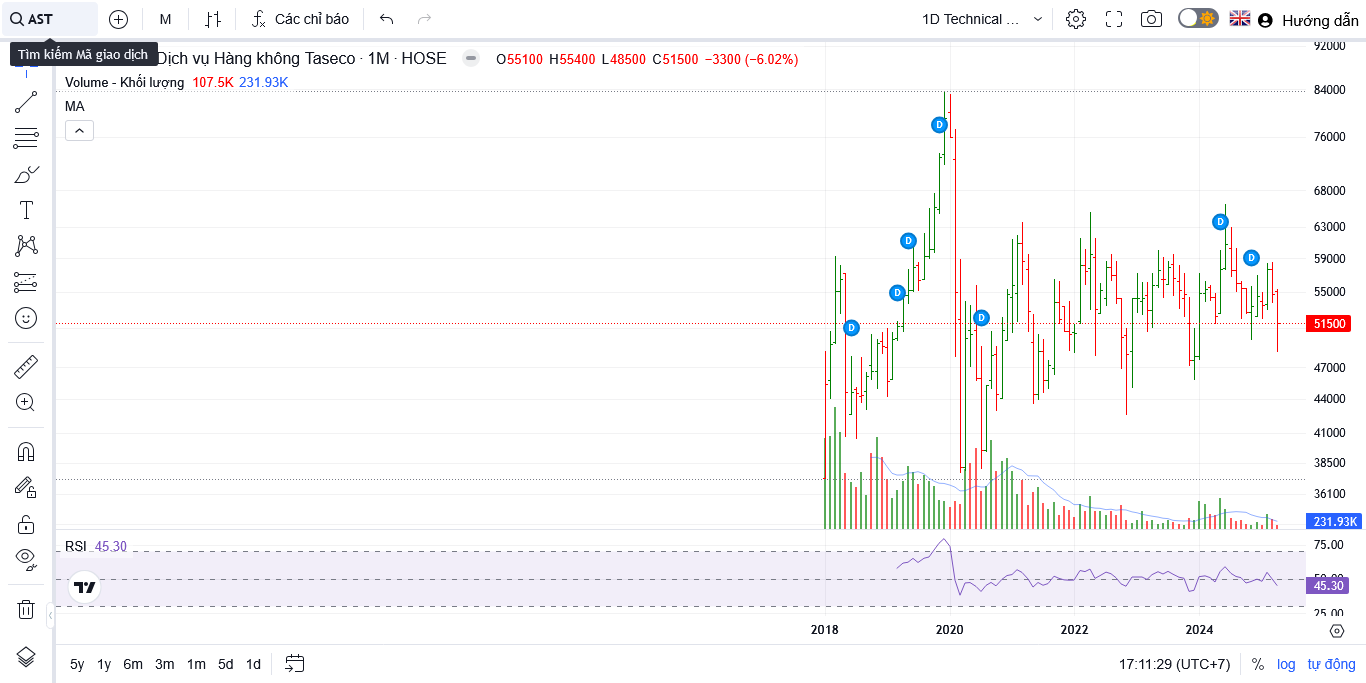 AST M Các chỉ báo 1D Technical ... Hướng dẫn
Tìm kiếm Mã giao dịch
Dịch vụ Hàng không Taseco · 1M · HOSE O55100 H55400 L48500 C51500 −3300 (−6.02%)
Volume - Khối lượng 107.5K 231.93K
MA
92000
84000
76000
68000
63000
59000
55000
51500
47000
44000
41000
38500
36100
231.93K
D
D
D
D
D
D
D
RSI 45.30
75.00
50.00
45.30
25.00
2018 2020 2022 2024
5y 1y 6m 3m 1m 5d 1d 17:11:29 (UTC+7) % log tự động